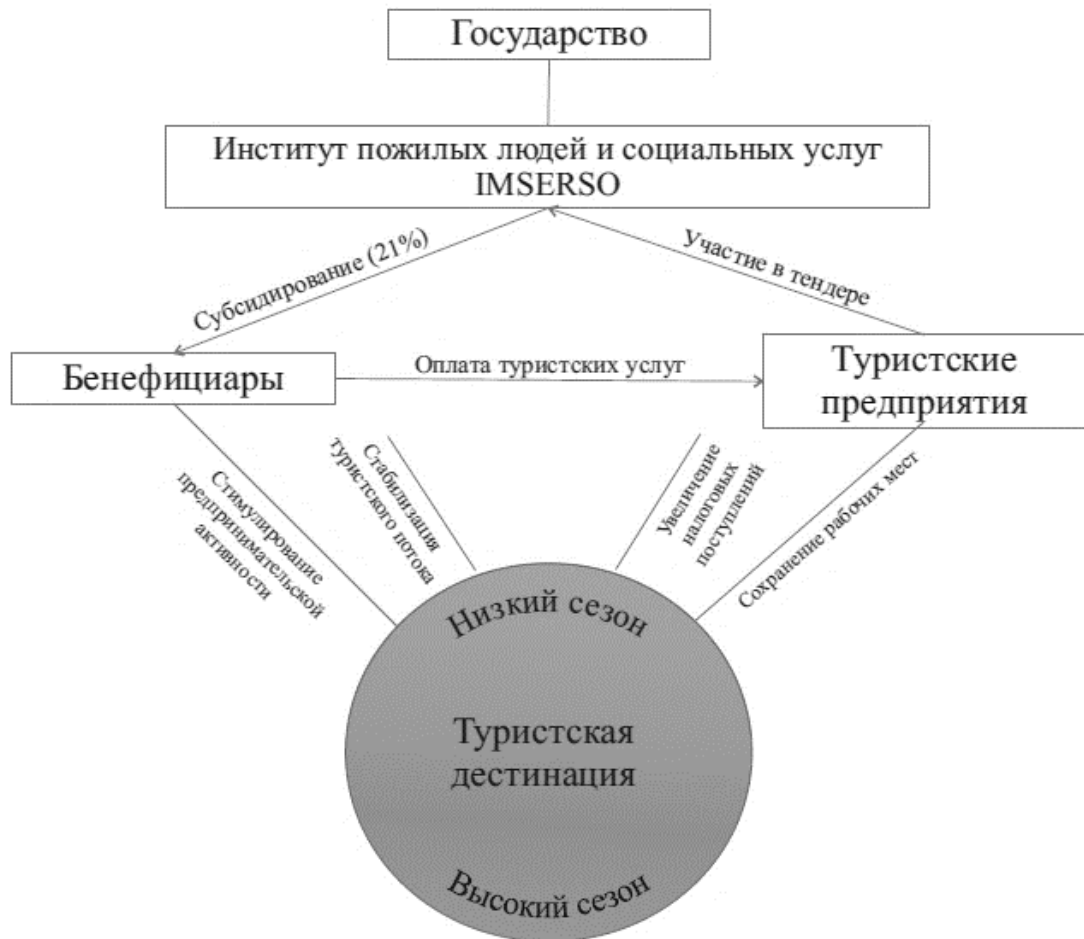 Государство
Институт пожилых людей и социальных услуг
IMSERSO
Субсидирование (21%)
Участие в тендере
Бенефициары
Оплата туристских услуг
Туристские
предприятия
Стимулирование
предпринимательской
активности
Стабилизация
туристского потока
Увеличение
налоговых
поступлений
Сохранение рабочих мест
Низкий сезон
Туристская
дестинация
Высокий сезон